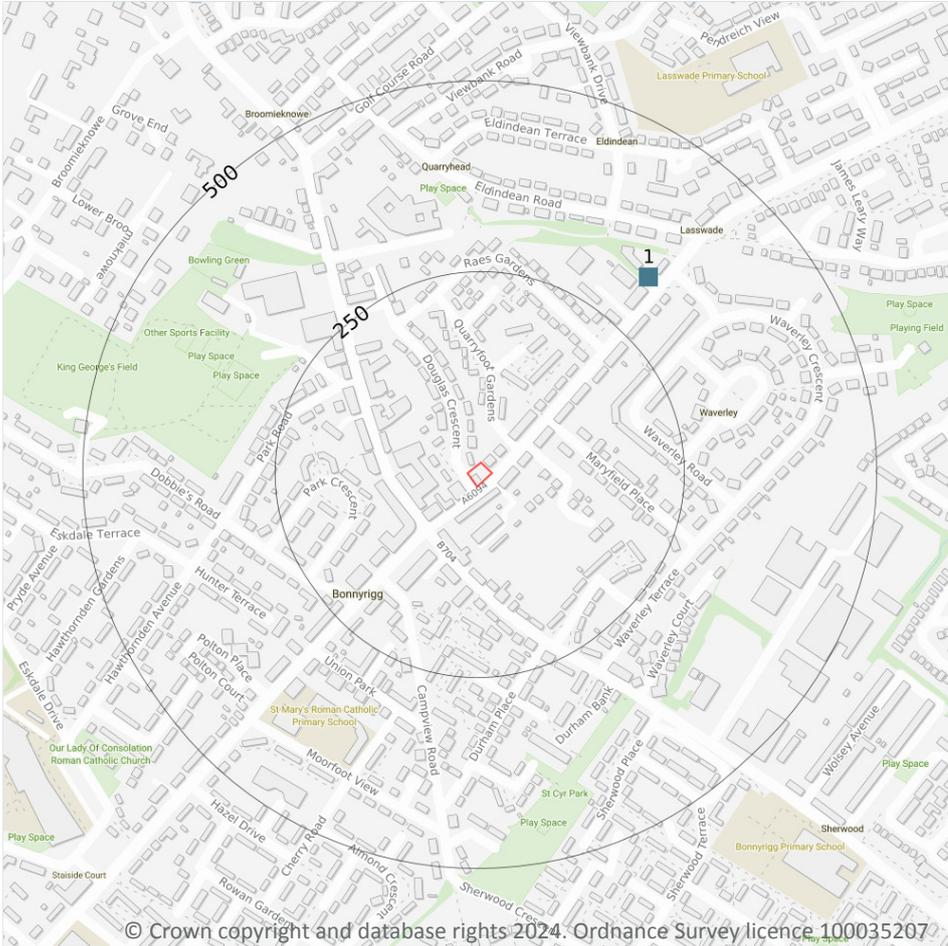 Pendreich View
Viewbank Drive
Golf Course Road
Viewbank Road
Lasswade Primary School
Grove End
Broomieknowe
Broomieknowe
Eldindean Terrace
Eldindean
Quarryhead
Play Space
Eldindean Road
James Leary Way
500
Lower Broomieknowe
Lasswade
Bowling Green
Raes Gardens
1
250
Play Space
Playing Field
Other Sports Facility
Play Space
King George's Field
Play Space
Quarryfoot Gardens
Douglas Crescent
Waverley Crescent
Waverley
Park Road
Waverley Road
Maryfield Place
Dobbie's Road
Park Crescent
A6094
Eskdale Terrace
B704
Pryde Avenue
Hawthornden Gardens
Hawthornden Avenue
Hunter Terrace
Bonnyrigg
Waverley Terrace
Waverley Court
Polton Place
Polton Court
Union Park
Eskdale Drive
St Mary's Roman Catholic
Primary School
Campview Road
Durham Place
Durham Bank
Wolsey Avenue
Our Lady Of Consolation
Roman Catholic Church
Moorfoot View
Sherwood Place
Play Space
St Cyr Park
Play Space
Hazel Drive
Cherry Road
Sherwood Terrace
Sherwood
Bonnyrigg Primary School
Play Space
Almond Crescent
Staiside Court
Rowan Gardens
Sherwood Cresc
Play Space
© Crown copyright and database rights 2024. Ordnance Survey licence 100035207